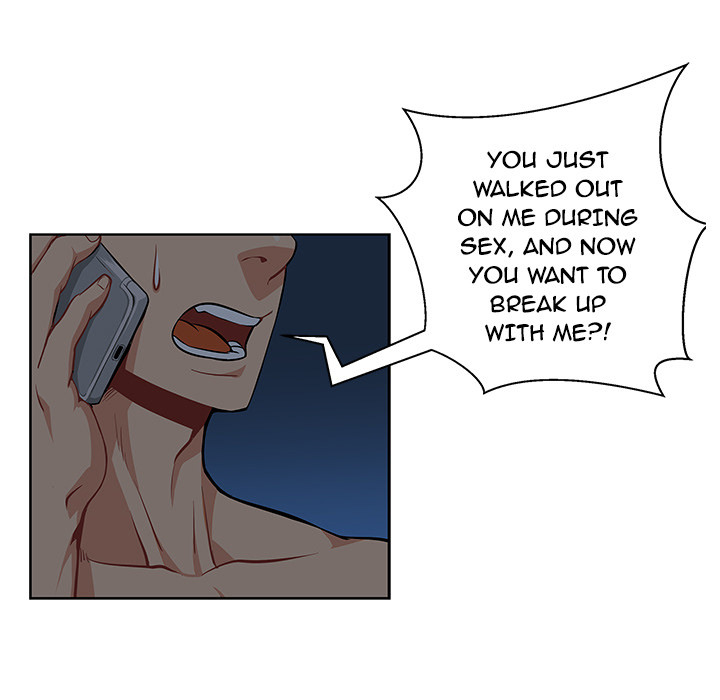 YOU JUST
WALKED OUT
ON ME DURING
SEX, AND NOW
YOU WANT TO
BREAK UP
WITH ME?!